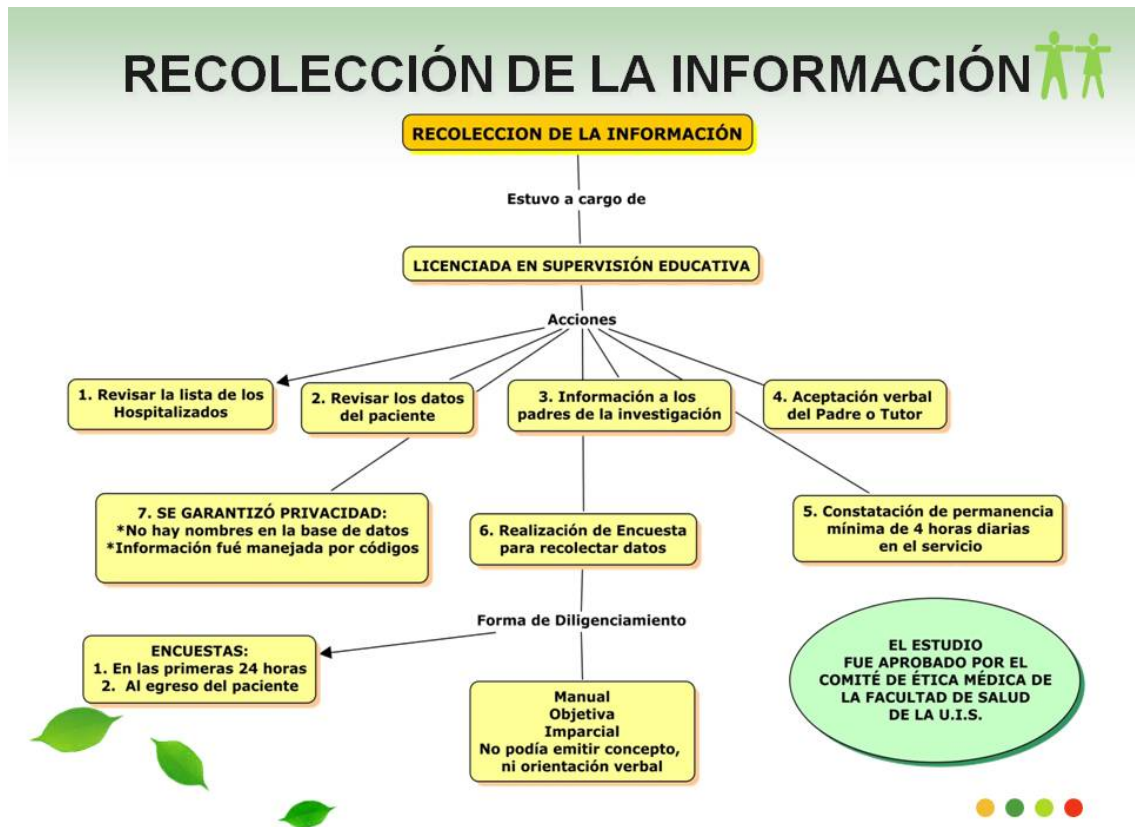 RECOLECCIÓN DE LA INFORMACIÓN
RECOLECCION DE LA INFORMACIÓN
Estuvo a cargo de
LICENCIADA EN SUPERVISIÓN EDUCATIVA
Acciones
1. Revisar la lista de los
Hospitalizados
2. Revisar los datos
del paciente
3. Información a los
padres de la investigación
4. Aceptación verbal
del Padre o Tutor
7. SE GARANTIZÓ PRIVACIDAD:
*No hay nombres en la base de datos
*Información fué manejada por códigos
6. Realización de Encuesta
para recolectar datos
5. Constatación de permanencia
mínima de 4 horas diarias
en el servicio
Forma de Diligenciamiento
ENCUESTAS:
1. En las primeras 24 horas
2. Al egreso del paciente
Manual
Objetiva
Imparcial
No podía emitir concepto,
ni orientación verbal
EL ESTUDIO
FUE APROBADO POR EL
COMITÉ DE ÉTICA MÉDICA DE
LA FACULTAD DE SALUD
DE LA U.I.S.